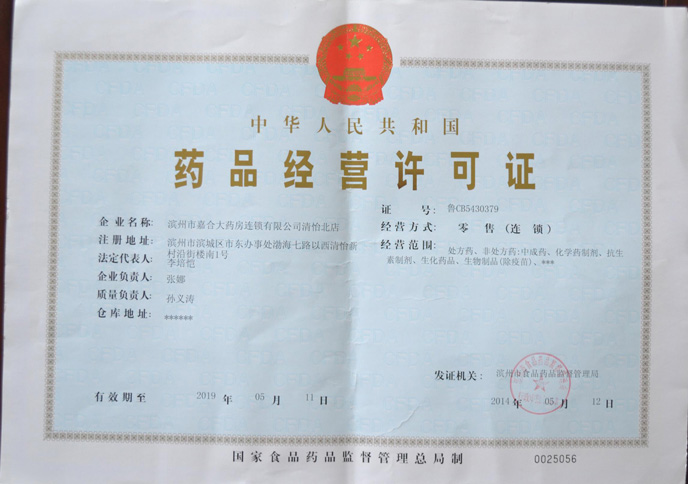 中华人民共和国
药品经营许可证
企业名称: 滨州市嘉合大药房连锁有限公司清怡北店
注册地址: 滨州市滨城区市东办事处渤海七路以西清怡新
村沿街楼南1号
法定代表人: 李培恺
企业负责人: 张娜
质量负责人: 孙义涛
仓库地址: ******
证 号: 鲁CB5430379
经营方式: 零 售(连 锁)
经营范围: 处方药、非处方药:中成药、化学药制剂、抗生
素制剂、生化药品、生物制品(除疫苗)、***
发证机关: 滨州市食品药品监督管理局
2014 年 05 月 12 日
有效期至 2019 年 05 月 11 日
国家食品药品监督管理总局制
0025056